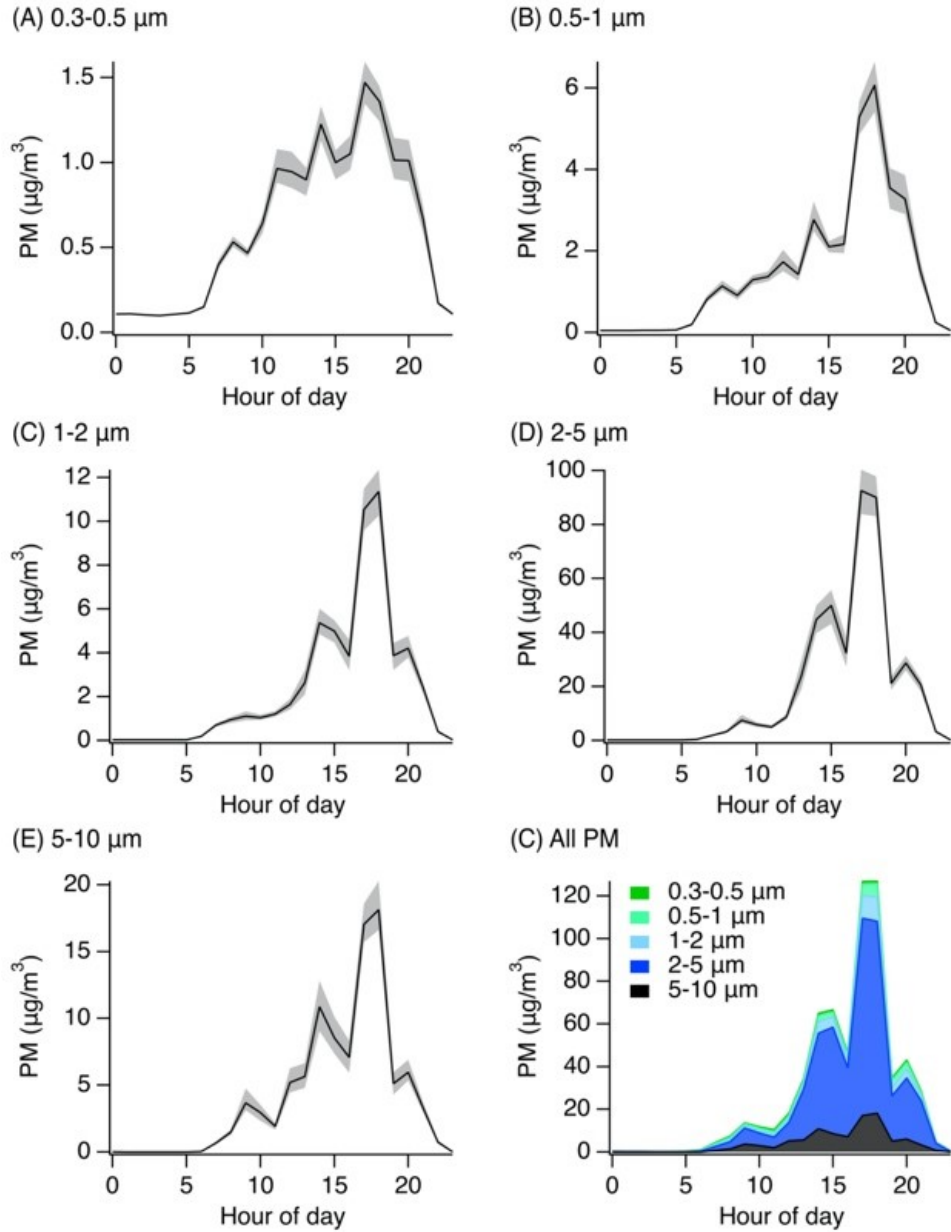 (A) 0.3-0.5 µm
PM (µg/m³)
1.5
1.0
0.5
0.0
0 5 10 15 20
Hour of day
(B) 0.5-1 µm
PM (µg/m³)
6
4
2
0
0 5 10 15 20
Hour of day
(C) 1-2 µm
PM (µg/m³)
12
10
8
6
4
2
0
0 5 10 15 20
Hour of day
(D) 2-5 µm
PM (µg/m³)
100
80
60
40
20
0
0 5 10 15 20
Hour of day
(E) 5-10 µm
PM (µg/m³)
20
15
10
5
0
0 5 10 15 20
Hour of day
(C) All PM
PM (µg/m³)
120
100
80
60
40
20
0
0.3-0.5 µm
0.5-1 µm
1-2 µm
2-5 µm
5-10 µm
0 5 10 15 20
Hour of day